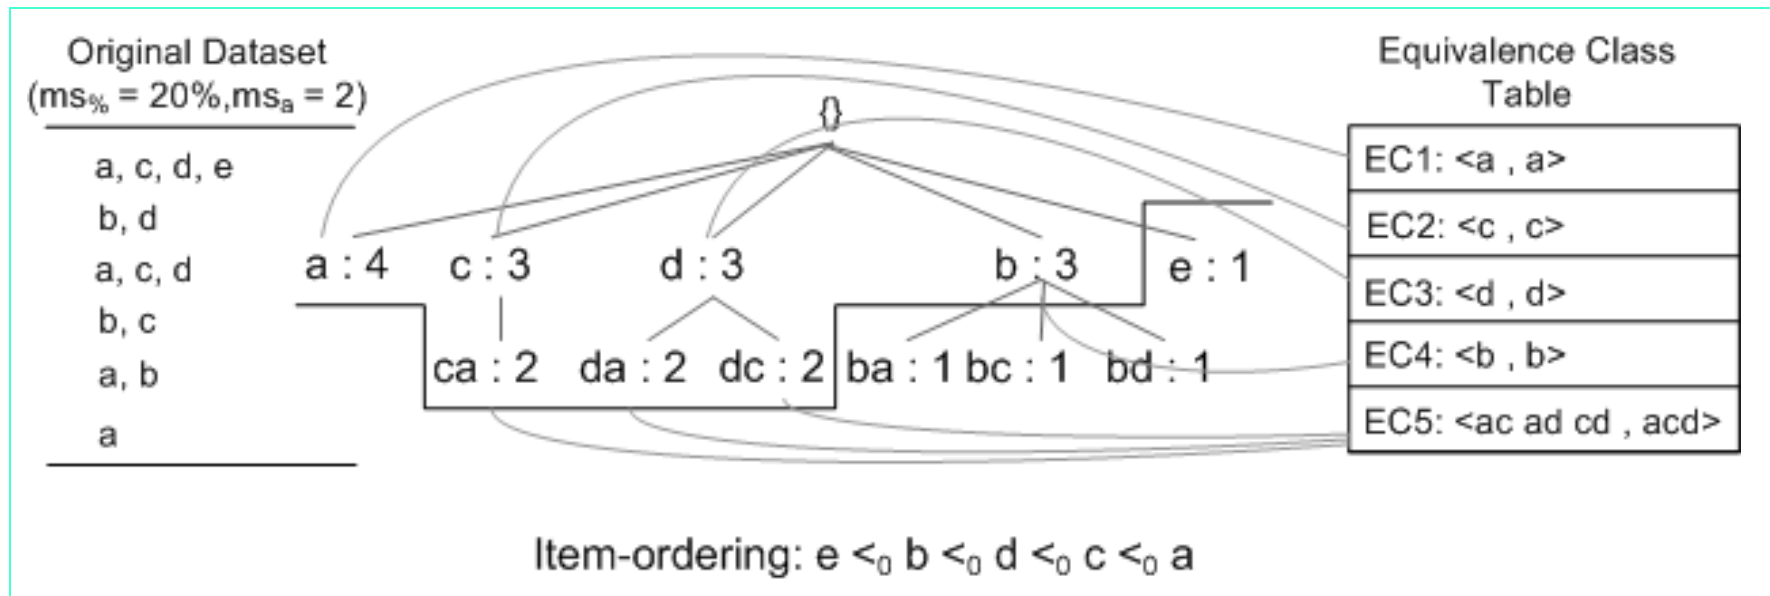 Original Dataset
(ms% = 20%,msa = 2)
a, c, d, e
b, d
a, c, d
b, c
a, b
a
{}
a : 4
c : 3
d : 3
b : 3
e : 1
ca : 2
da : 2
dc : 2
ba : 1
bc : 1
bd : 1
Equivalence Class
Table
EC1: <a , a>
EC2: <c , c>
EC3: <d , d>
EC4: <b , b>
EC5: <ac ad cd , acd>
Item-ordering: e <0 b <0 d <0 c <0 a